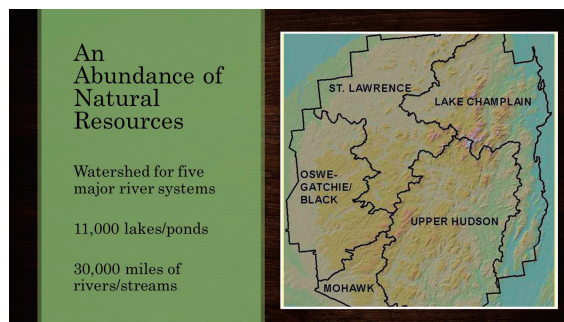 An
Abundance of
Natural
Resources
Watershed for five
major river systems
11,000 lakes/ponds
30,000 miles of
rivers/streams
ST. LAWRENCE
LAKE CHAMPLAIN
OSWE-
GATCHIE/
BLACK
UPPER HUDSON
MOHAWK